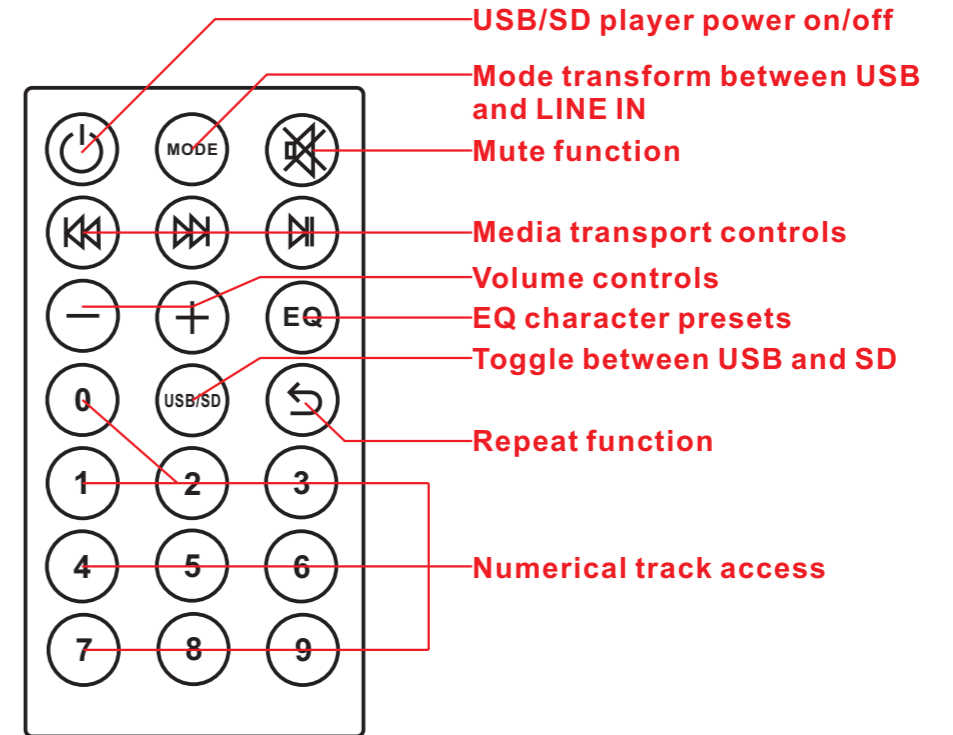 USB/SD player power on/off
Mode transform between USB
and LINE IN
MODE
Mute function
Media transport controls
Volume controls
EQ
EQ character presets
Toggle between USB and SD
0 USB/SD
Repeat function
1 2 3
4 5 6
Numerical track access
7 8 9